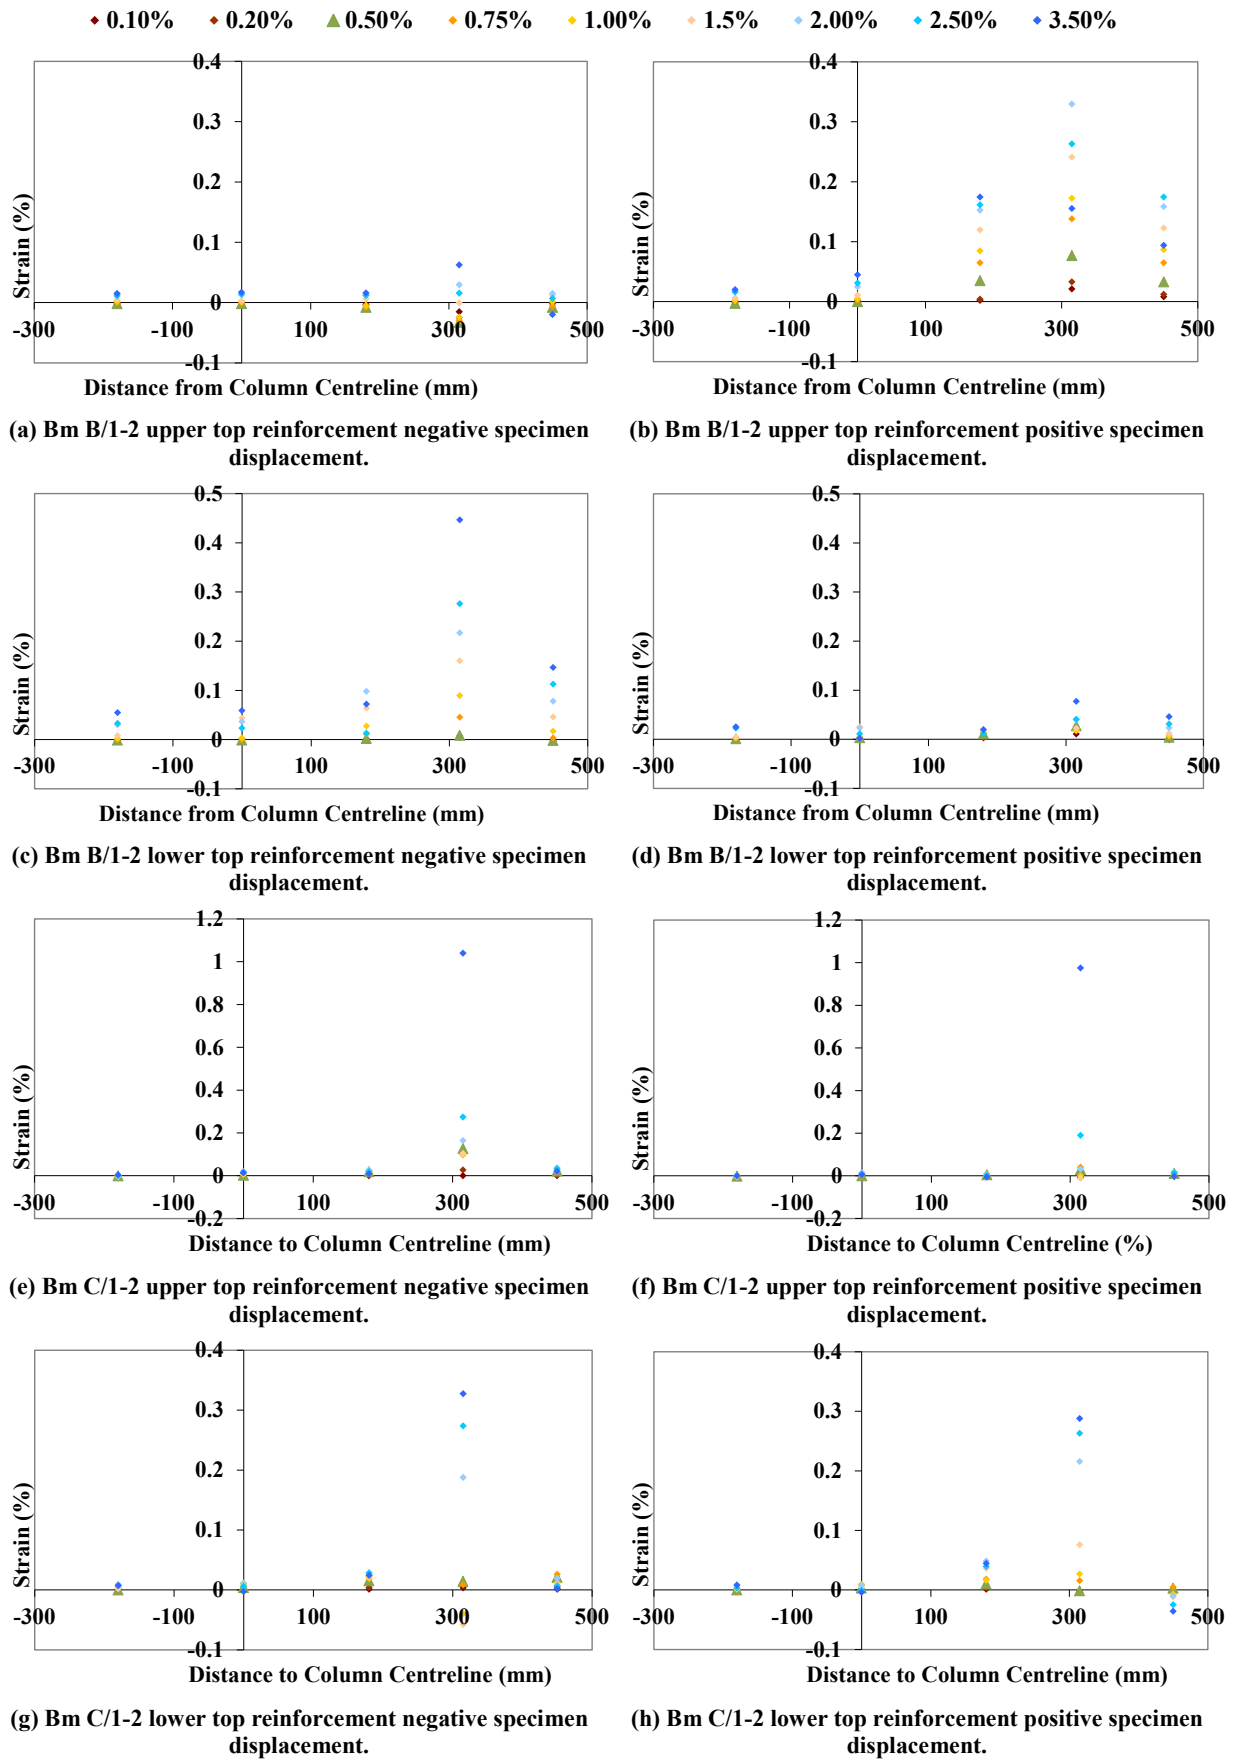 0.10% 0.20% 0.50% 0.75% 1.00% 1.5% 2.00% 2.50% 3.50%
0.4
0.3
0.2
0.1
0
-0.1
-300 -100 100 300 500
Strain (%)
Distance from Column Centreline (mm)
(a) Bm B/1-2 upper top reinforcement negative specimen
displacement.
0.4
0.3
0.2
0.1
0
-0.1
-300 -100 100 300 500
Strain (%)
Distance from Column Centreline (mm)
(b) Bm B/1-2 upper top reinforcement positive specimen
displacement.
0.5
0.4
0.3
0.2
0.1
0
-0.1
-300 -100 100 300 500
Strain (%)
Distance from Column Centreline (mm)
(c) Bm B/1-2 lower top reinforcement negative specimen
displacement.
0.5
0.4
0.3
0.2
0.1
0
-0.1
-300 -100 100 300 500
Strain (%)
Distance from Column Centreline (mm)
(d) Bm B/1-2 lower top reinforcement positive specimen
displacement.
1.2
1
0.8
0.6
0.4
0.2
0
-0.2
-300 -100 100 300 500
Strain (%)
Distance to Column Centreline (mm)
(e) Bm C/1-2 upper top reinforcement negative specimen
displacement.
1.2
1
0.8
0.6
0.4
0.2
0
-0.2
-300 -100 100 300 500
Strain (%)
Distance to Column Centreline (%)
(f) Bm C/1-2 upper top reinforcement positive specimen
displacement.
0.4
0.3
0.2
0.1
0
-0.1
-300 -100 100 300 500
Strain (%)
Distance to Column Centreline (mm)
(g) Bm C/1-2 lower top reinforcement negative specimen
displacement.
0.4
0.3
0.2
0.1
0
-0.1
-300 -100 100 300 500
Strain (%)
Distance to Column Centreline (mm)
(h) Bm C/1-2 lower top reinforcement positive specimen
displacement.